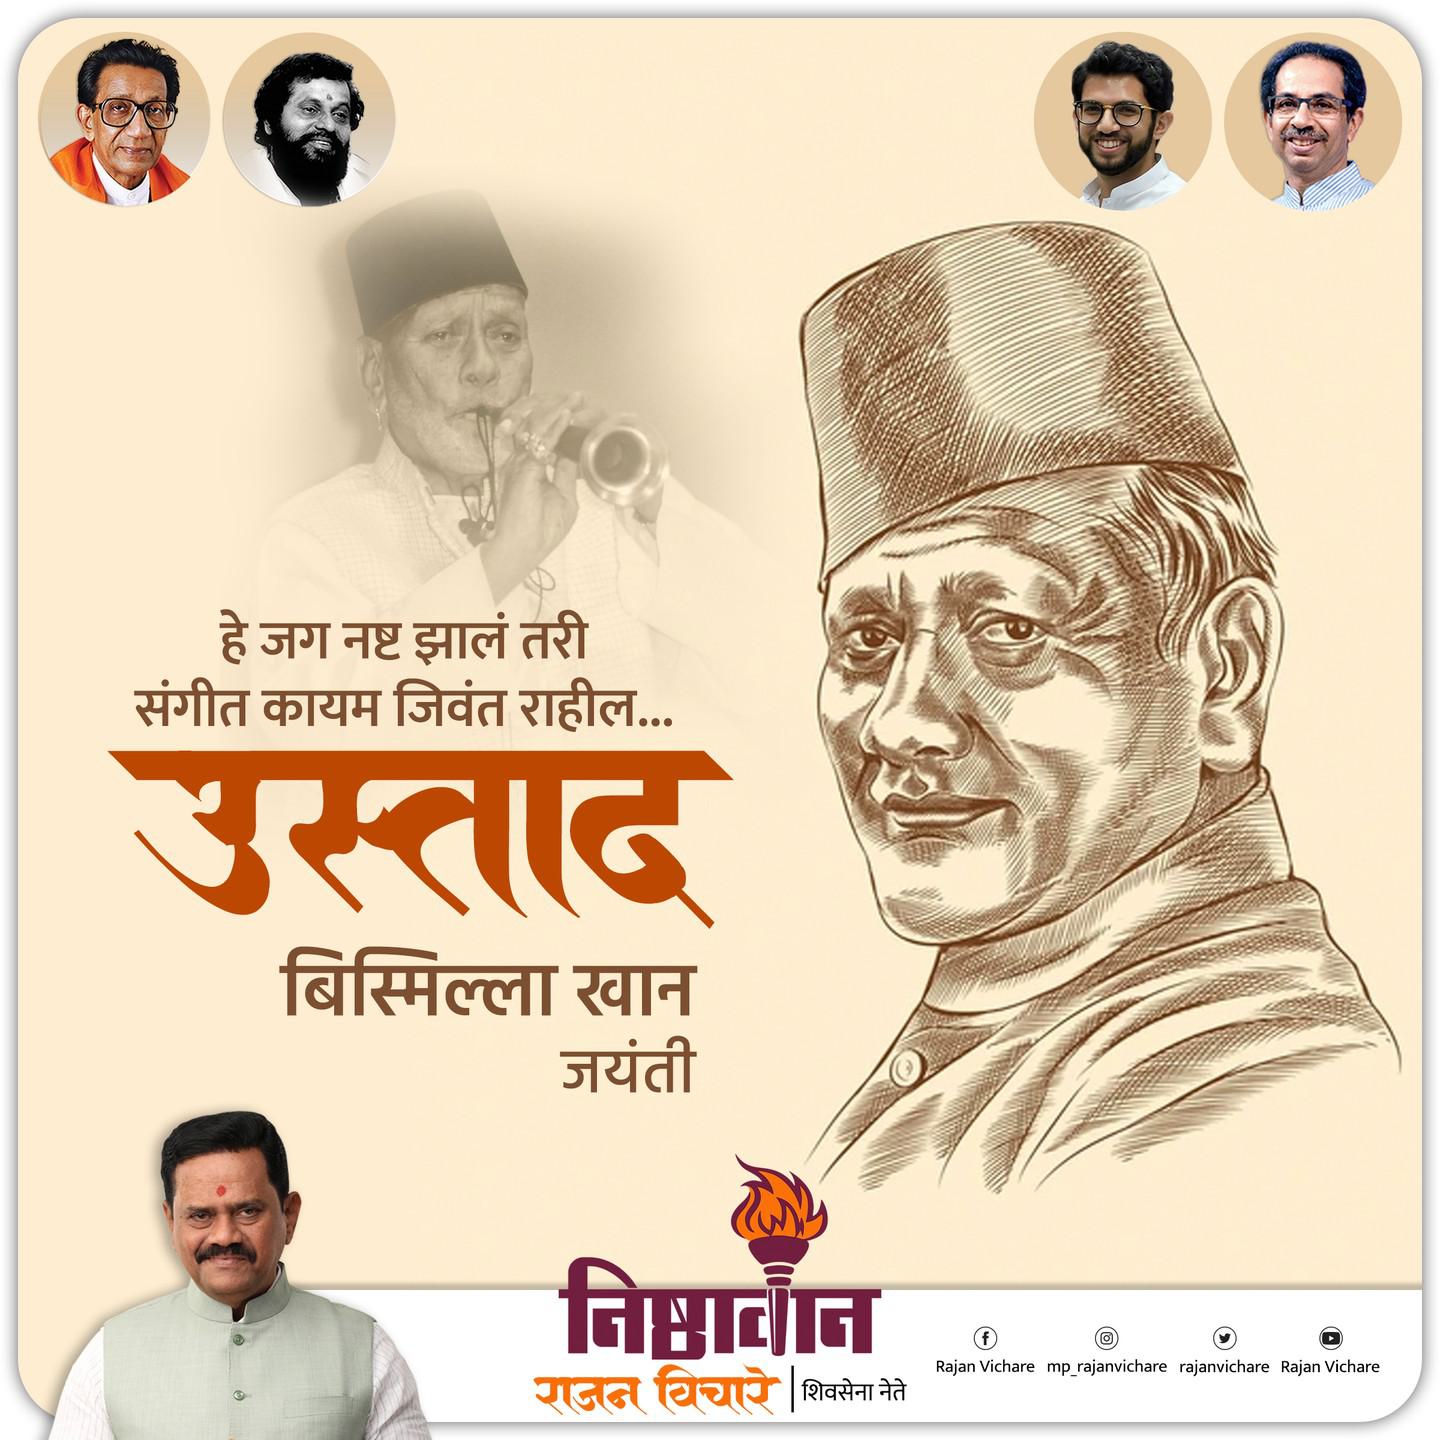 हे जग नष्ट झालं तरी
संगीत कायम जिवंत राहील...
उस्ताद
बिस्मिल्ला खान
जयंती
निष्ठावान
राजन विचारे | शिवसेना नेते
Rajan Vichare mp_rajanvichare rajanvichare Rajan Vichare